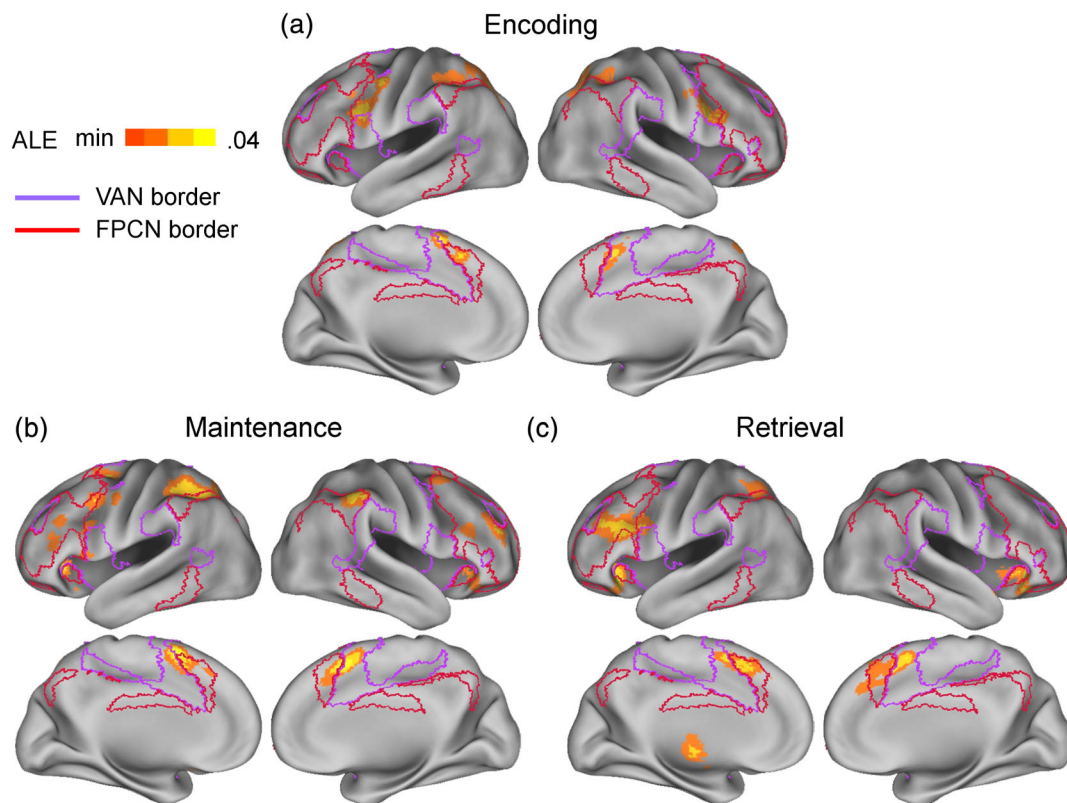 (a) Encoding
ALE min .04
VAN border
FPCN border
(b) Maintenance
(c) Retrieval